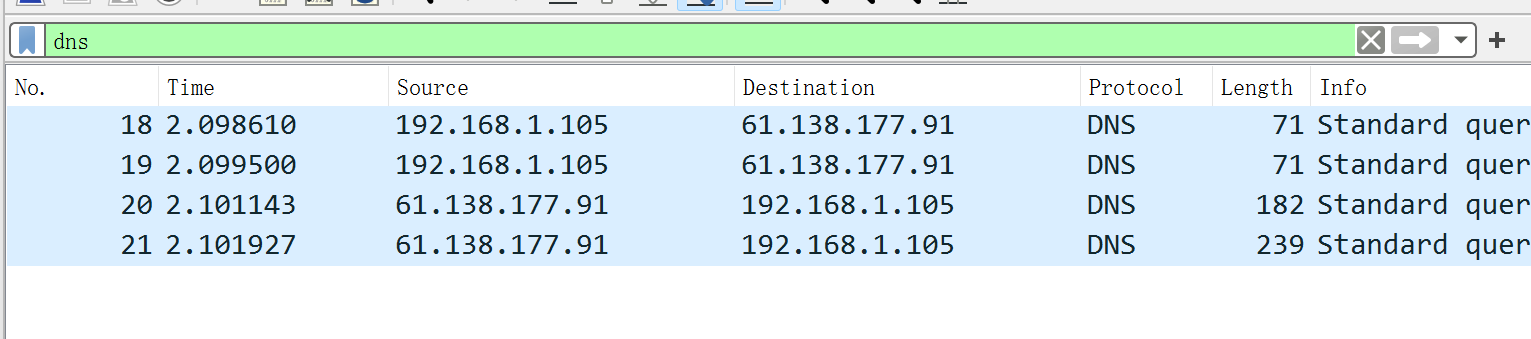 dns
No. Time Source Destination Protocol Length Info
18 2.098610 192.168.1.105 61.138.177.91 DNS 71 Standard quer
19 2.099500 192.168.1.105 61.138.177.91 DNS 71 Standard quer
20 2.101143 61.138.177.91 192.168.1.105 DNS 182 Standard quer
21 2.101927 61.138.177.91 192.168.1.105 DNS 239 Standard quer